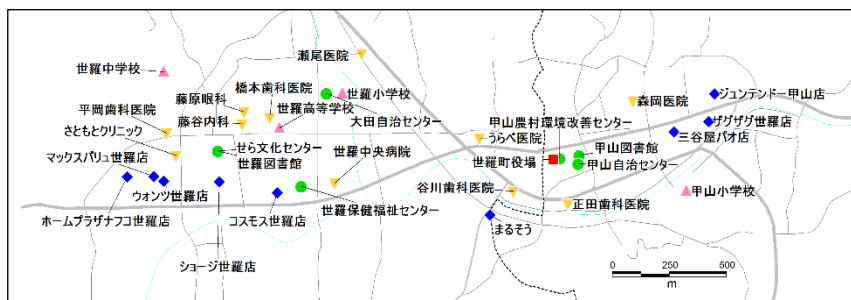 瀬尾医院
世羅中学校
橋本歯科医院
世羅小学校
藤原眼科
世羅高等学校
森岡医院
ジュンテンドー甲山店
平岡歯科医院
藤谷内科
大田自治センター
甲山農村環境改善センター
ザグザグ世羅店
さともとクリニック
うらべ医院
三谷屋パオ店
せら文化センター
甲山図書館
マックスバリュ世羅店
世羅図書館
世羅中央病院
世羅町役場
甲山自治センター
ウォンツ世羅店
谷川歯科医院
甲山小学校
ホームプラザナフコ世羅店
コスモス世羅店
世羅保健福祉センター
正田歯科医院
まるそう
ショージ世羅店
0 250 500
m